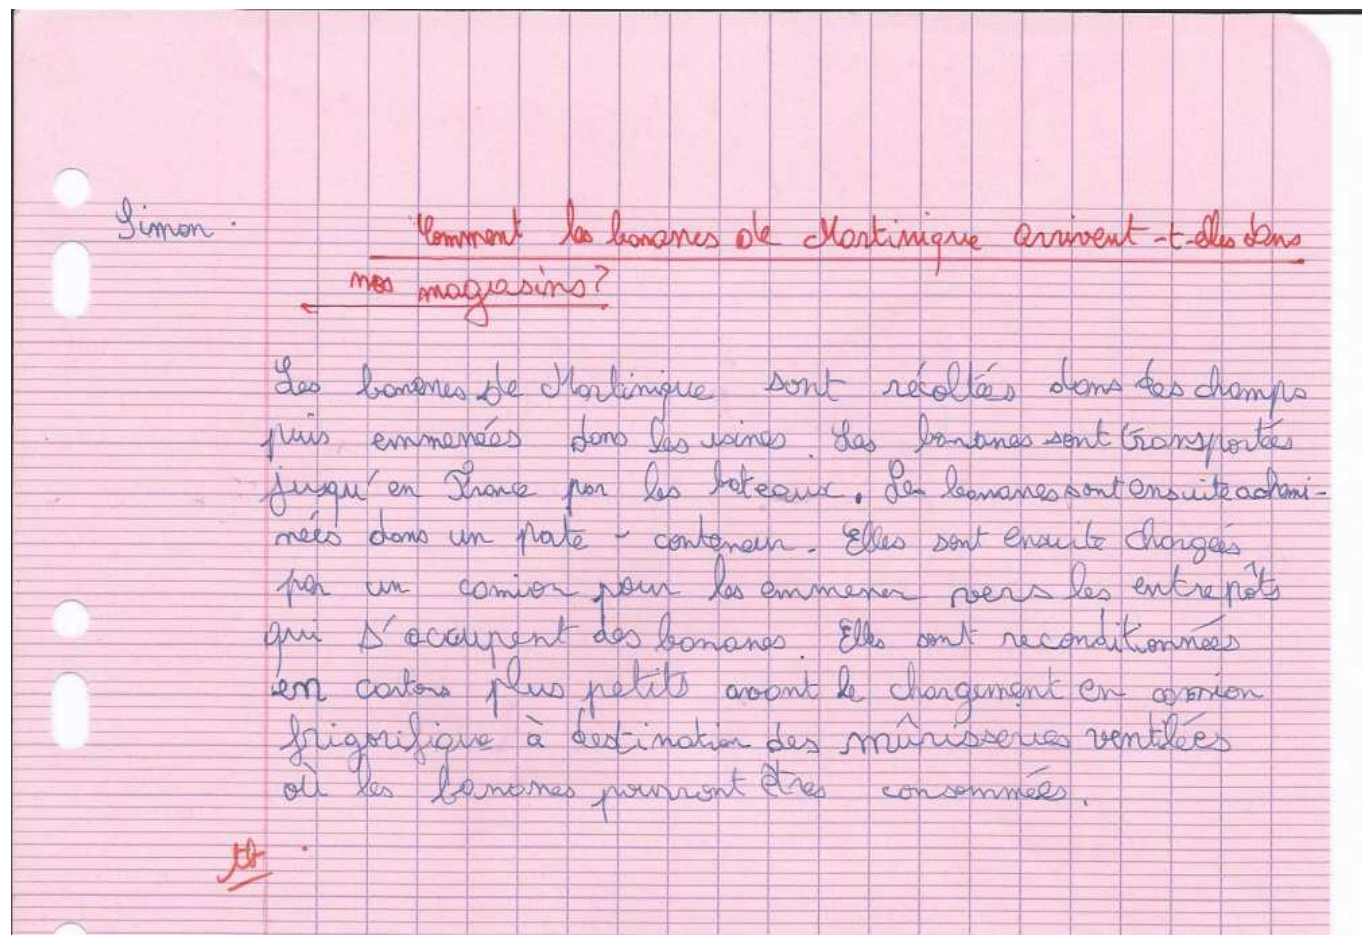 Simon.
Comment les bananes de Martinique arrivent-t-elles dans
nos magasins?
Les bananes de Martinique sont récoltés dans des champs
puis emmenées dans les usines. Les bananes sont transportées
jusqu'en France par les bateaux. Les bananes sont ensuite achemi-
nées dans un porte-conteneur. Elles sont ensuite chargées
par un camion pour les emmener vers les entrepôts
qui s'occupent des bananes. Elles sont reconditionnées
en cartons plus petits avant le chargement en camion
frigorifique à destination des mûrisseries ventilées
où les bananes pourront êtres consommées.
tb.